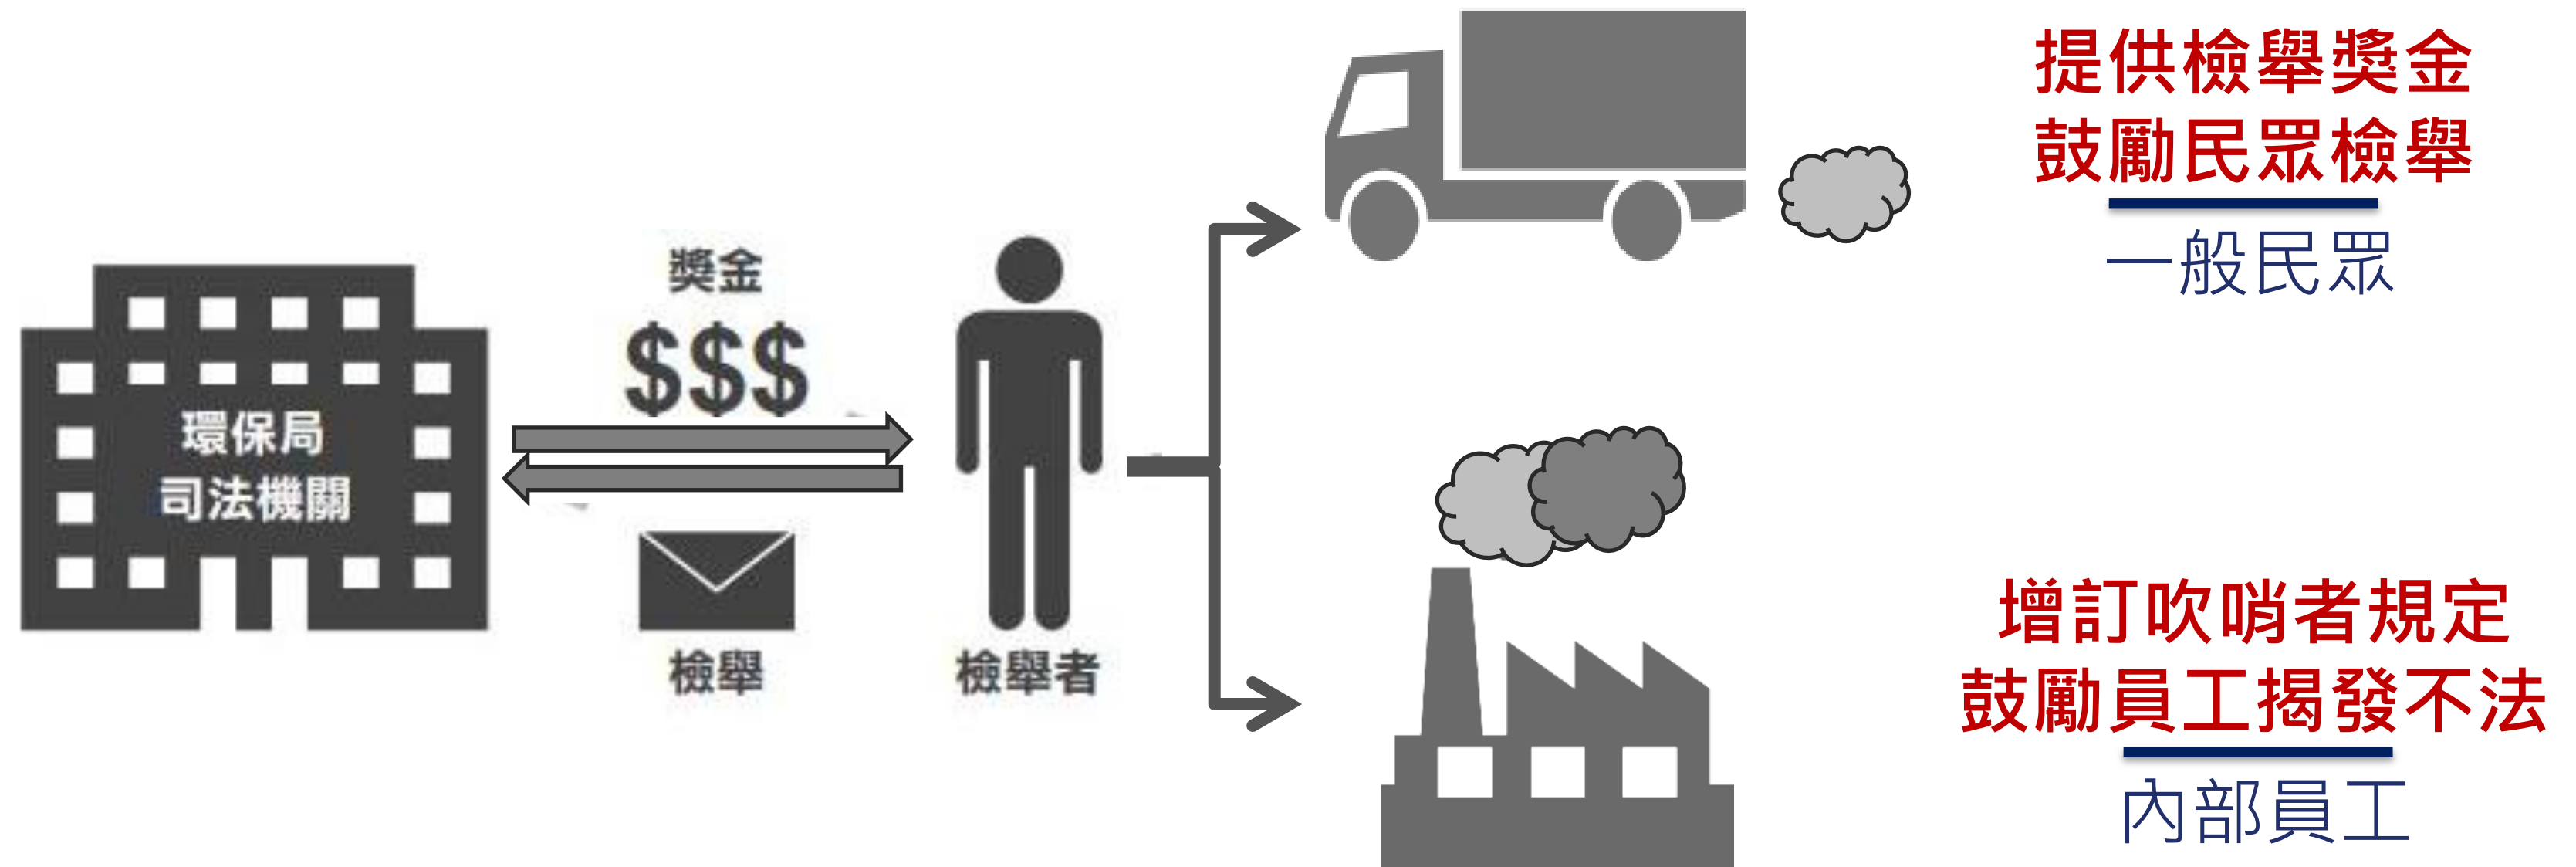 環保局
司法機關
獎金
$$$
檢舉
檢舉者
提供檢舉獎金
鼓勵民眾檢舉
一般民眾
增訂吹哨者規定
鼓勵員工揭發不法
內部員工